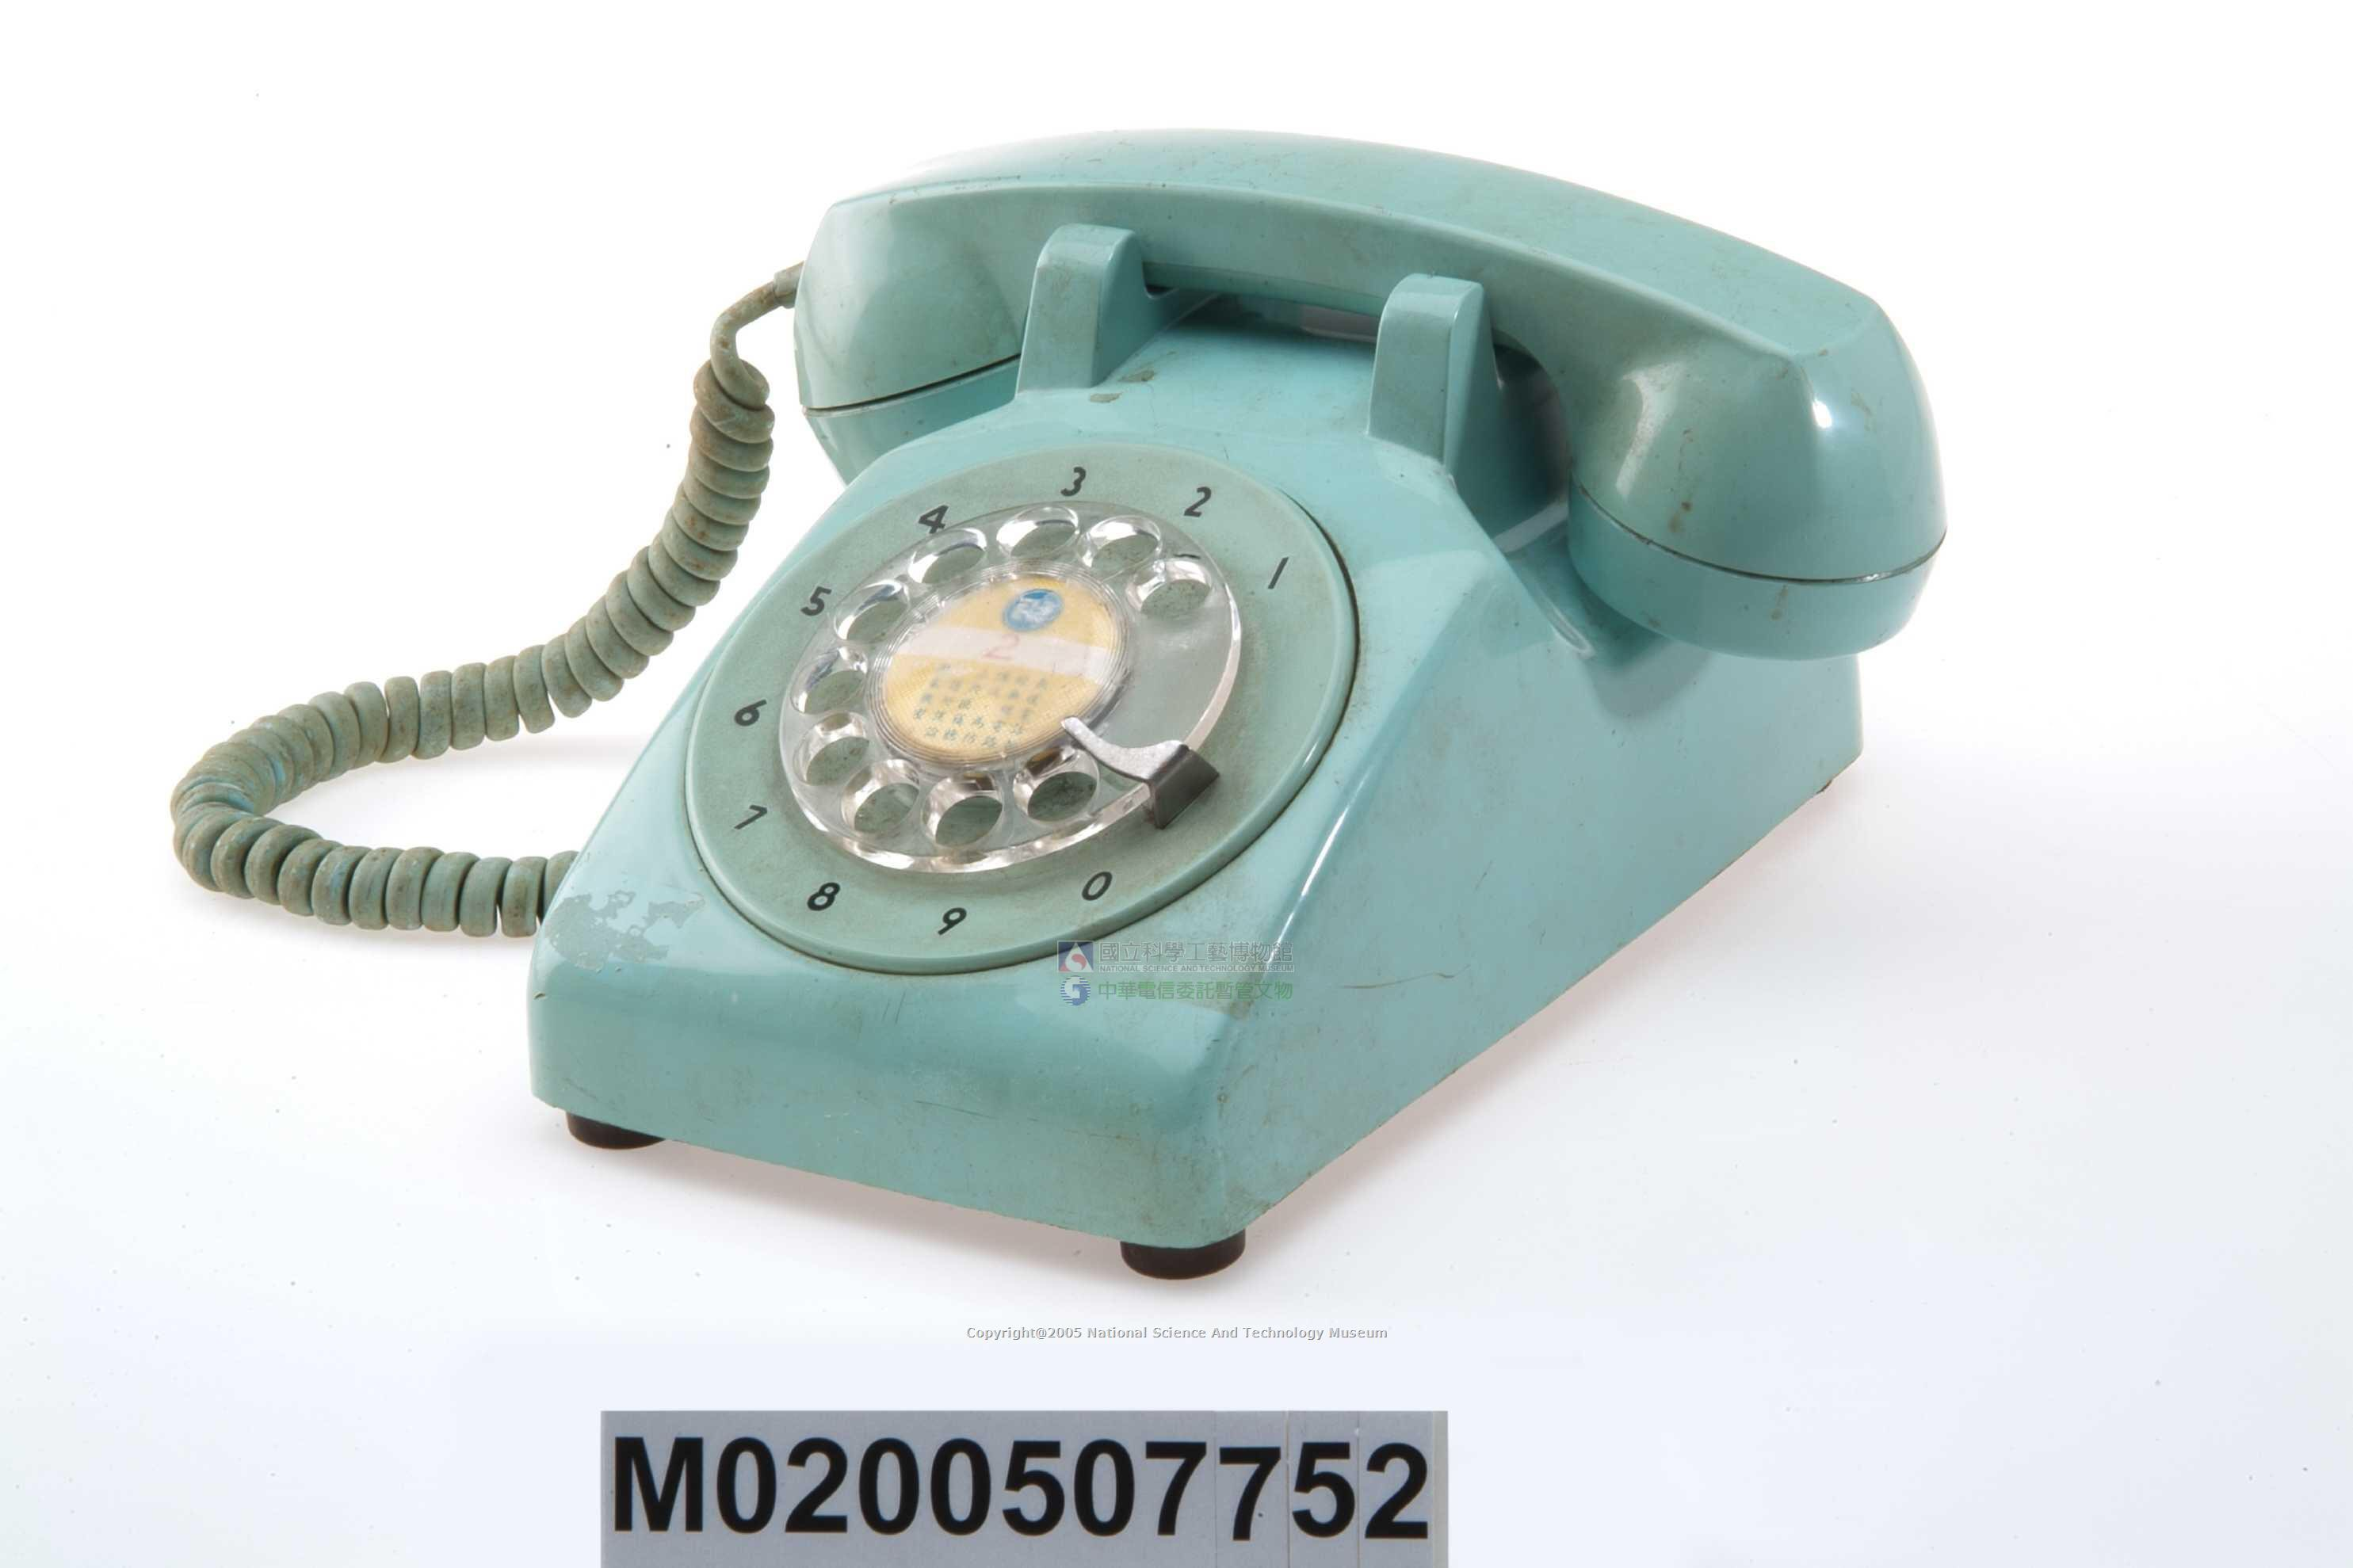 3
2
4
1
5
2
6
7
8
0
9
國立科學工藝博物館
NATIONAL SCIENCE AND TECHNOLOGY MUSEUM
中華電信委託暫管文物
Copyright@2005 National Science And Technology Museum
M0200507752